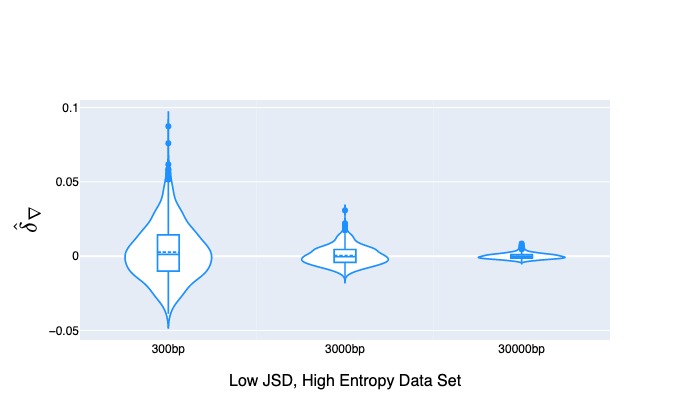 0.1
0.05
0
−0.05
δ̂∇
300bp
3000bp
30000bp
Low JSD, High Entropy Data Set